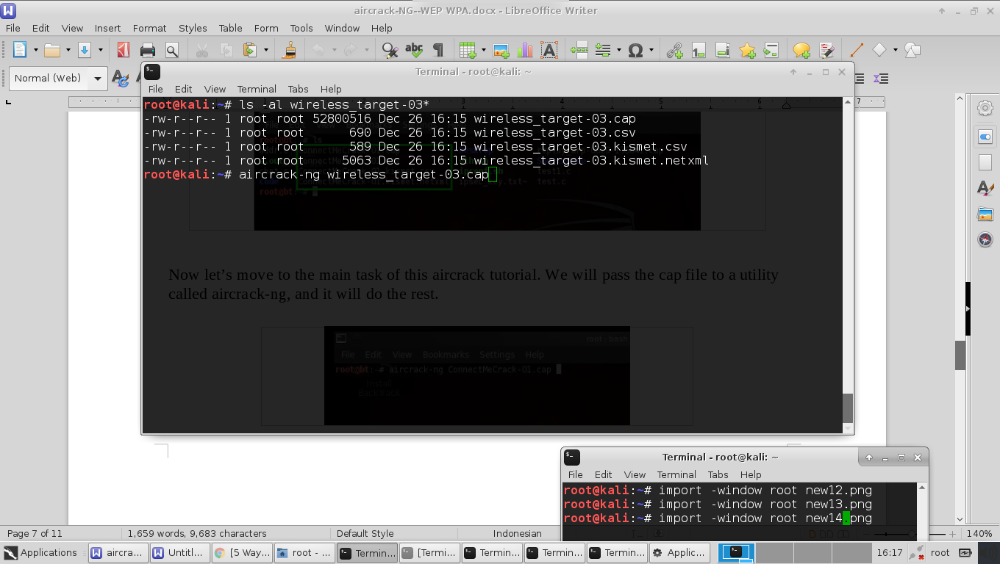 aircrack-NG--WEP WPA.docx - LibreOffice Writer
File Edit View Insert Format Styles Table Form Tools Window Help
Normal (Web)
Terminal - root@kali: ~
File Edit View Terminal Tabs Help
root@kali:~# ls -al wireless_target-03*
-rw-r--r-- 1 root root 52800516 Dec 26 16:15 wireless_target-03.cap
-rw-r--r-- 1 root root 690 Dec 26 16:15 wireless_target-03.csv
-rw-r--r-- 1 root root 589 Dec 26 16:15 wireless_target-03.kismet.csv
-rw-r--r-- 1 root root 5063 Dec 26 16:15 wireless_target-03.kismet.netxml
root@kali:~# aircrack-ng wireless_target-03.cap
root@bt:~#
Now let’s move to the main task of this aircrack tutorial. We will pass the cap file to a utility
called aircrack-ng, and it will do the rest.
root : bash
File Edit View Bookmarks Settings Help
root@bt:~# aircrack-ng ConnectMeCrack-01.cap
Install
BackTrack
Terminal - root@kali: ~
File Edit View Terminal Tabs Help
root@kali:~# import -window root new12.png
root@kali:~# import -window root new13.png
root@kali:~# import -window root new14.png
Page 7 of 11 1,659 words, 9,683 characters Default Style Indonesian 140%
Applications aircra... Untitl... [5 Way... root - ... Termin... [Termi... Termin... Termin... Termin... Applic... 16:17 root